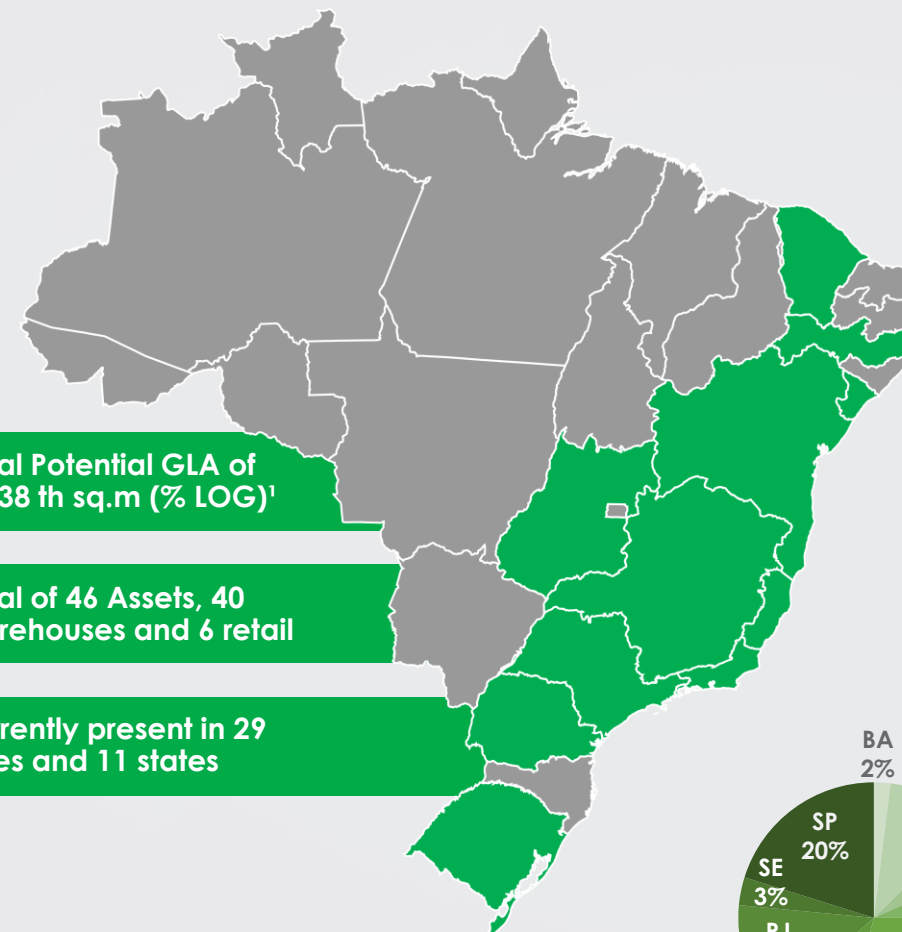 al Potential GLA of
38 th sq.m (% LOG)¹
al of 46 Assets, 40
rehouses and 6 retail
rrently present in 29
es and 11 states
BA
2%
SP
20%
SE
3%